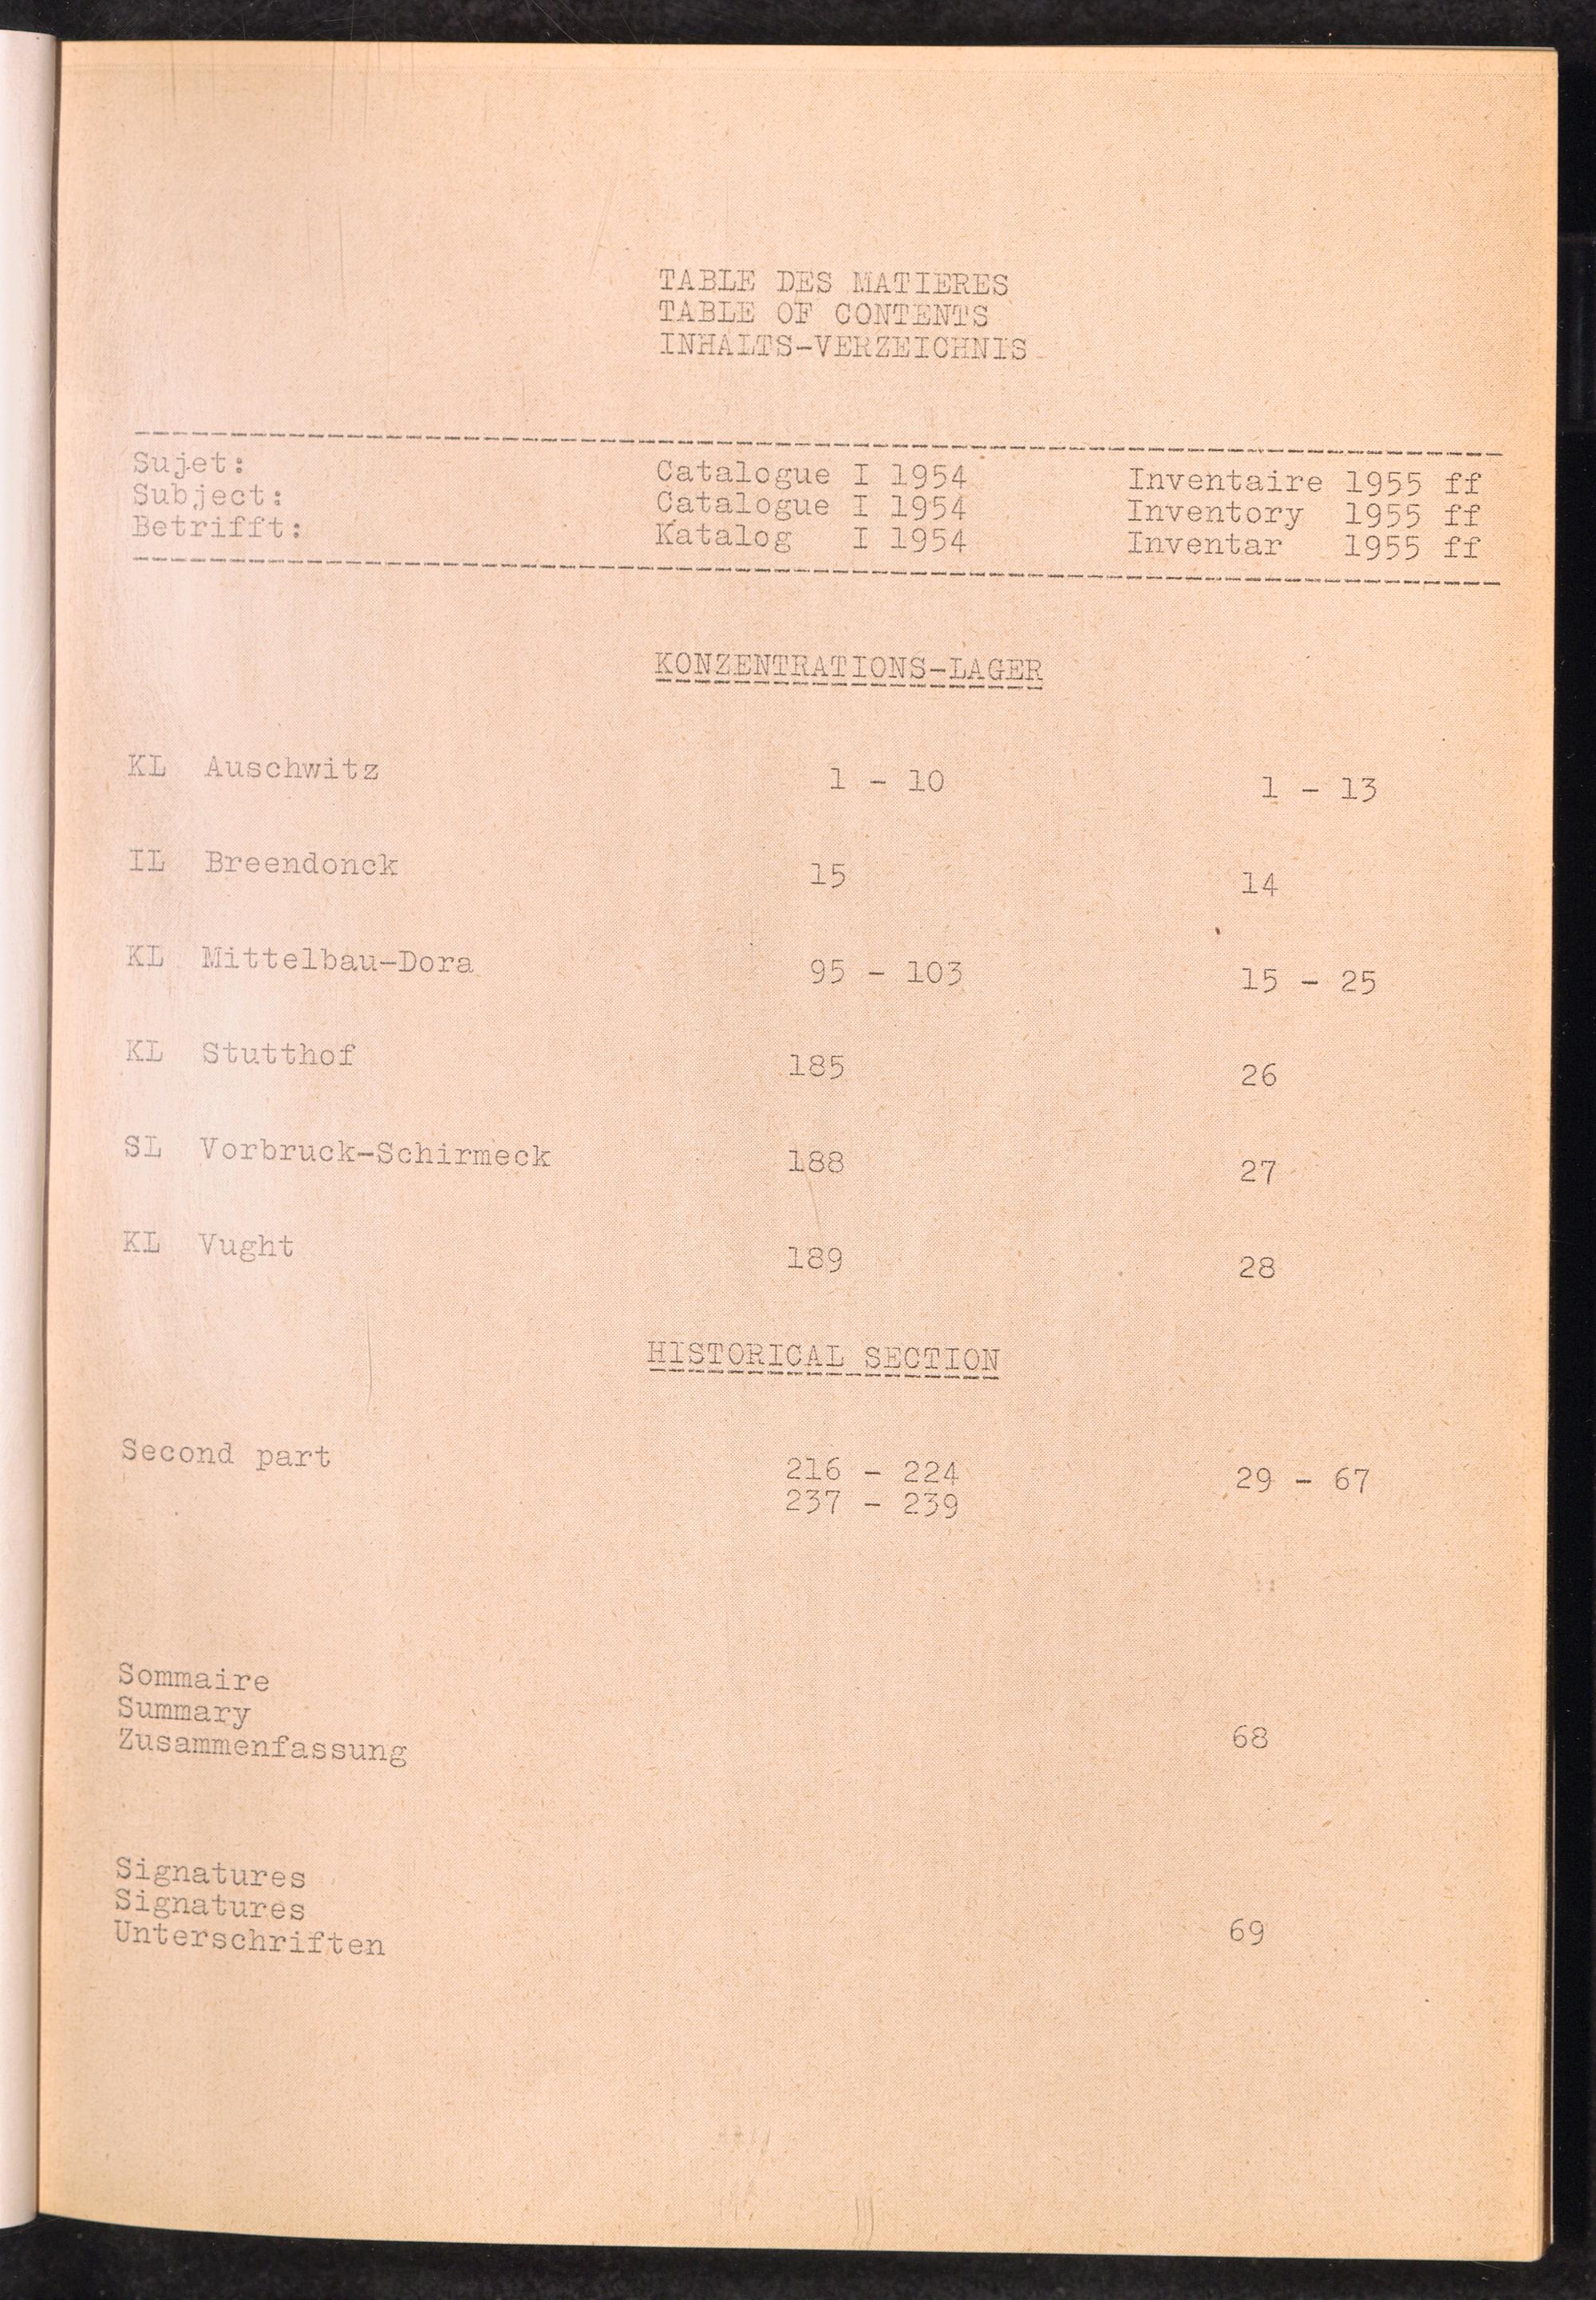 TABLE DES MATIERES
TABLE OF CONTENTS
INHALTS-VERZEICHNIS
Sujet: Catalogue I 1954 Inventaire 1955 ff
Subject: Catalogue I 1954 Inventory 1955 ff
Betrifft: Katalog I 1954 Inventar 1955 ff
KONZENTRATIONS-LAGER
KL Auschwitz 1 - 10 1 - 13
IL Breendonck 15 14
KL Mittelbau-Dora 95 - 103 15 - 25
KL Stutthof 185 26
SL Vorbruck-Schirmeck 188 27
KL Vught 189 28
HISTORICAL SECTION
Second part 216 - 224 29 - 67
237 - 239
Sommaire
Summary
Zusammenfassung 68
Signatures
Signatures
Unterschriften 69